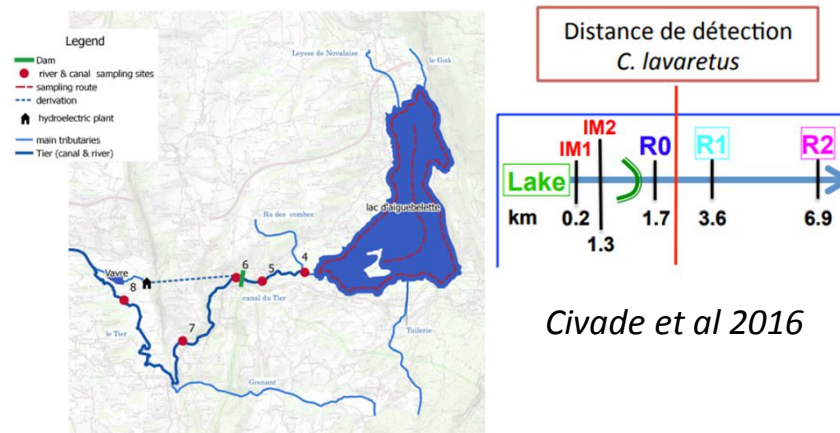 Legend
Dam
river & canal sampling sites
sampling route
derivation
hydroelectric plant
main tributaries
Tier (canal & river)
Leysse de Novalaise
le Guà
lac d'aiguebelette
Ru des combes
4
5
6
canal du Tier
Vavre
8
7
le Tier
Tuilerie
Grenant
Distance de détection
C. lavaretus
IM2
IM1
R0
R1
R2
Lake
km
0.2
1.3
1.7
3.6
6.9
Civade et al 2016